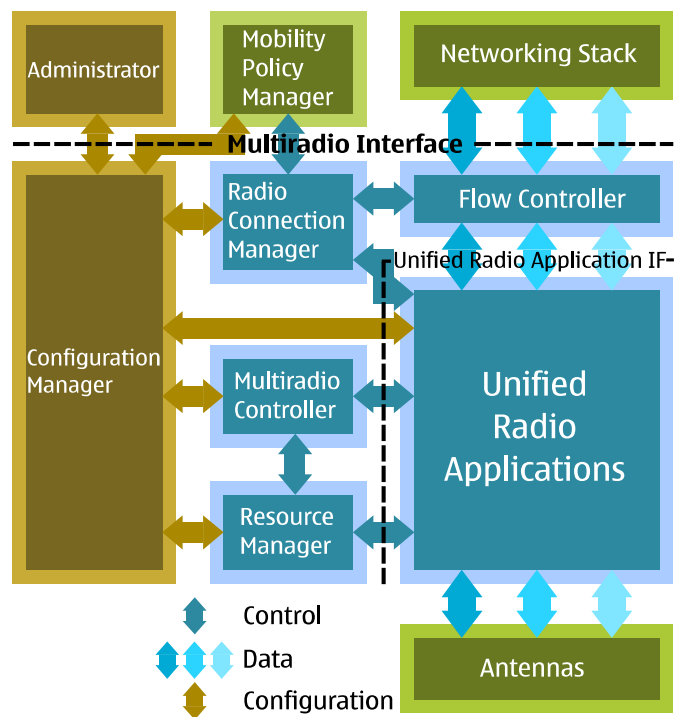 Administrator
Mobility
Policy
Manager
Networking Stack
Multiradio Interface
Radio
Connection
Manager
Flow Controller
Unified Radio Application IF
Configuration
Manager
Multiradio
Controller
Unified
Radio
Applications
Resource
Manager
Control
Data
Configuration
Antennas